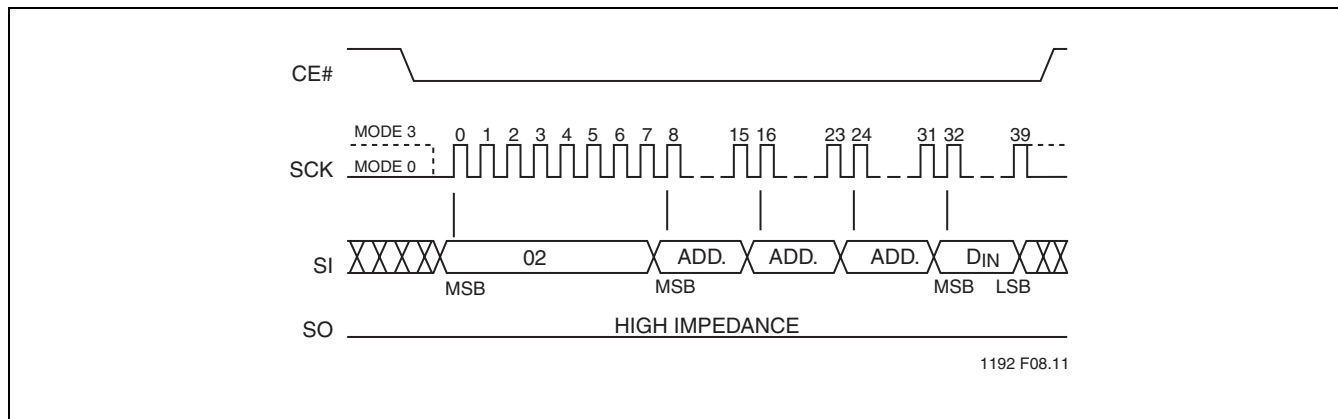 CE#
MODE 3
0 1 2 3 4 5 6 7 8 15 16 23 24 31 32 39
SCK MODE 0
SI 02 ADD. ADD. ADD. DIN
MSB MSB MSB LSB
SO HIGH IMPEDANCE
1192 F08.11